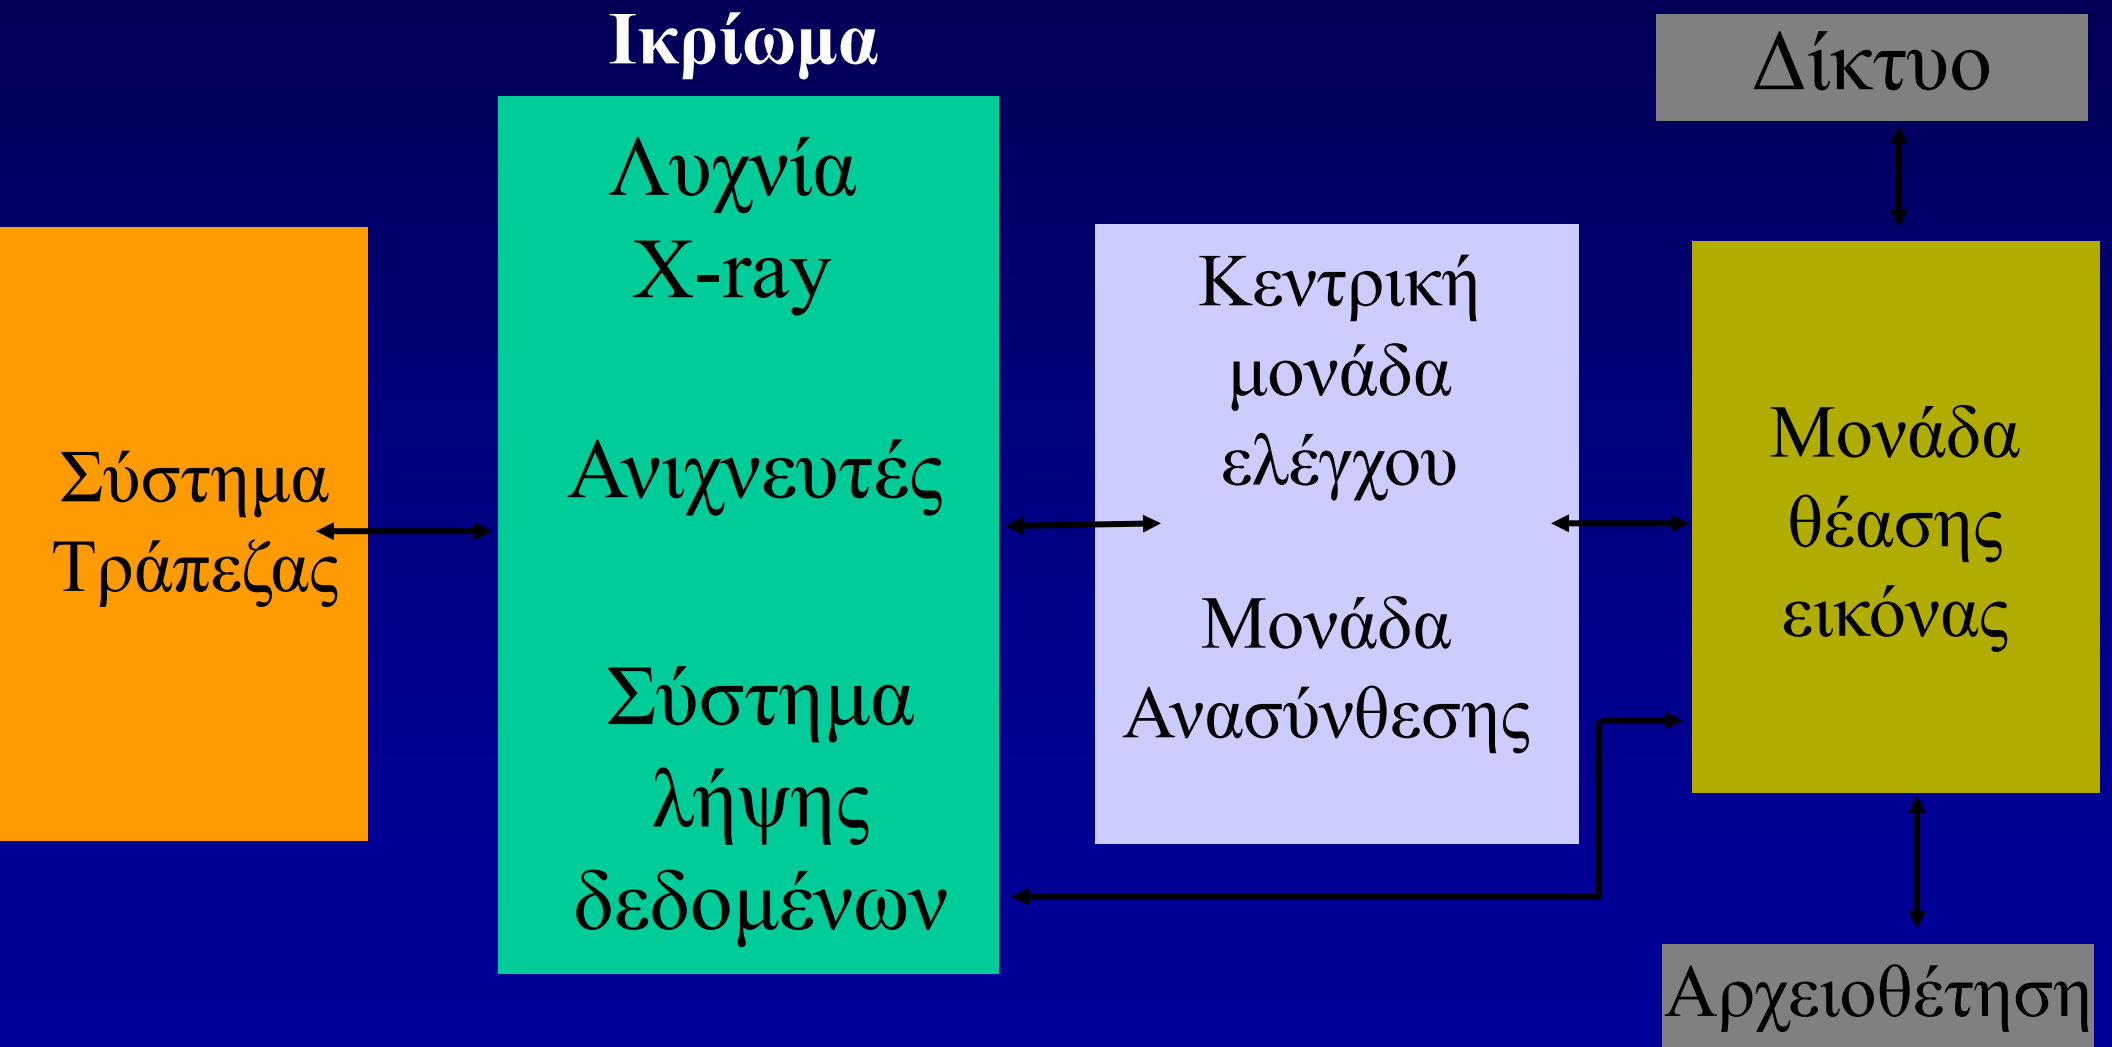 Ικρίωμα
Σύστημα
Τράπεζας
Λυχνία
X-ray
Ανιχνευτές
Σύστημα
λήψης
δεδομένων
Κεντρική
μονάδα
ελέγχου
Μονάδα
Ανασύνθεσης
Δίκτυο
Μονάδα
θέασης
εικόνας
Αρχειοθέτηση